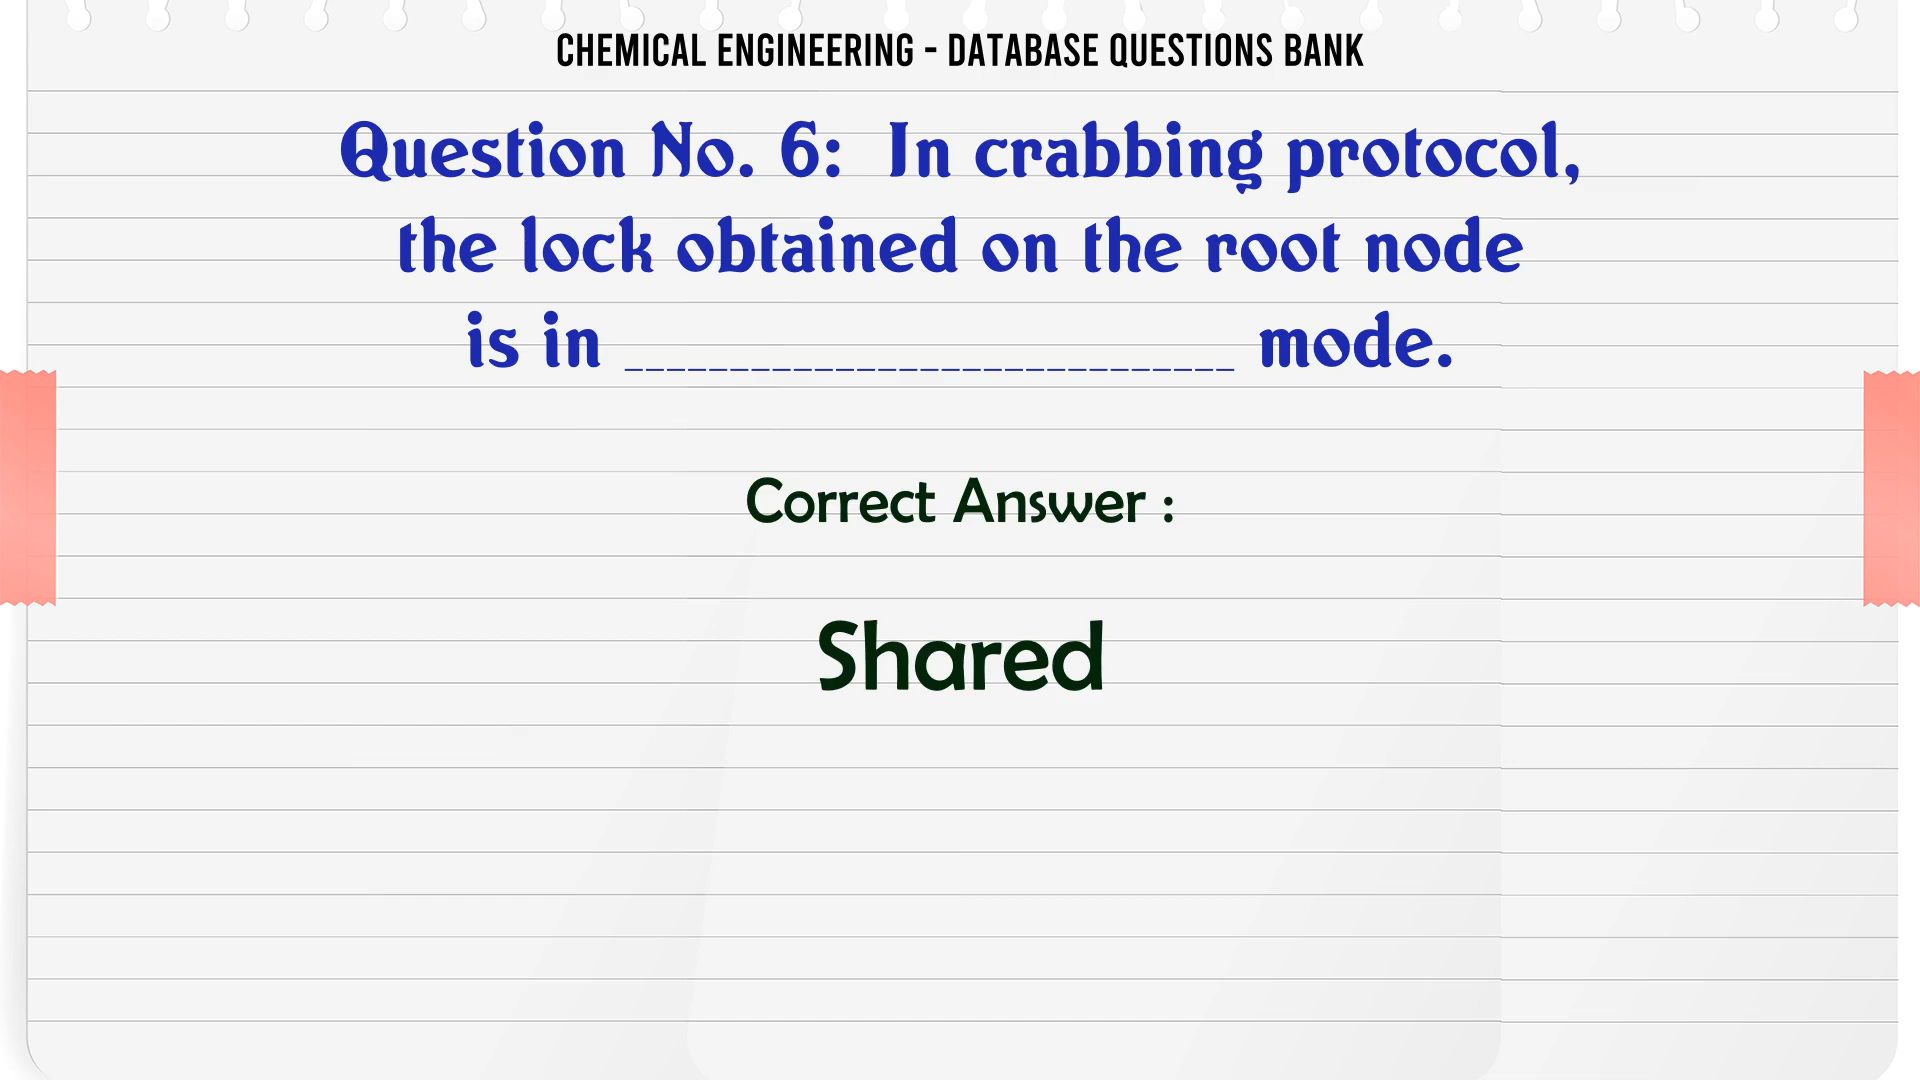 CHEMICAL ENGINEERING - DATABASE QUESTIONS BANK
Question No. 6: In crabbing protocol,
the lock obtained on the root node
is in _____________________________ mode.
Correct Answer :
Shared